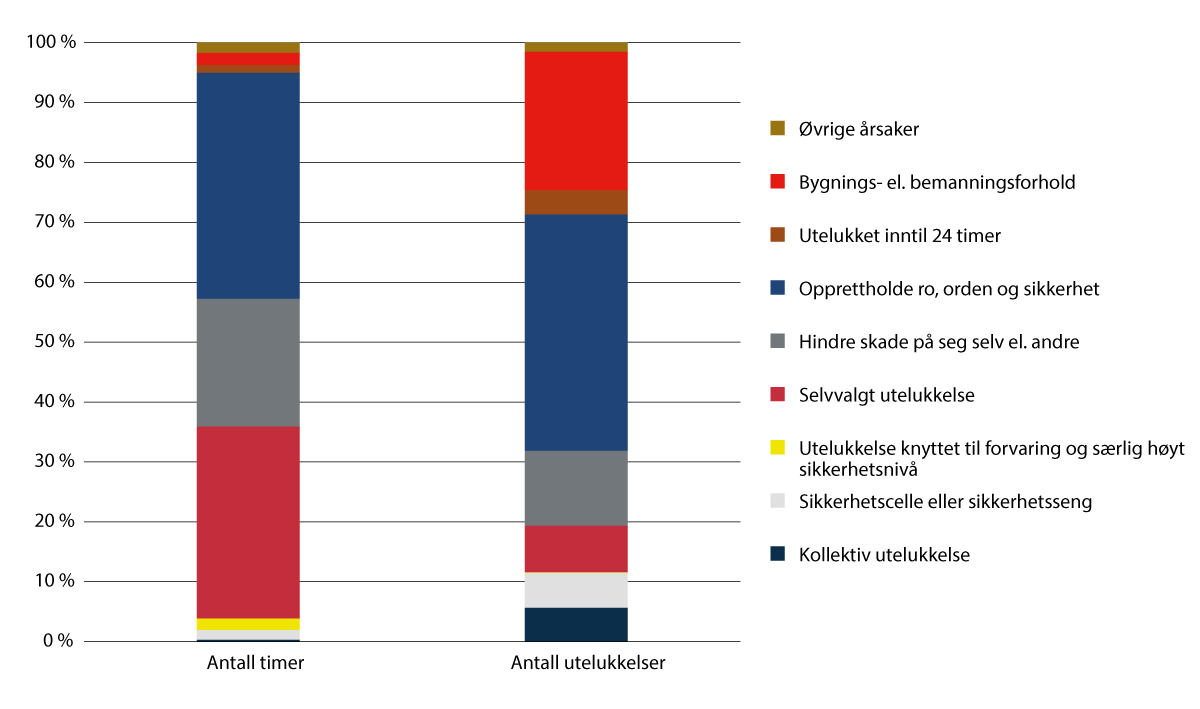 100 %
90 %
80 %
70 %
60 %
50 %
40 %
30 %
20 %
10 %
0 %
Antall timer
Antall utelukkelser
Øvrige årsaker
Bygnings- el. bemanningsforhold
Utelukket inntil 24 timer
Opprettholde ro, orden og sikkerhet
Hindre skade på seg selv el. andre
Selvvalgt utelukkelse
Utelukkelse knyttet til forvaring og særlig høyt
sikkerhetsnivå
Sikkerhetscelle eller sikkerhetsseng
Kollektiv utelukkelse